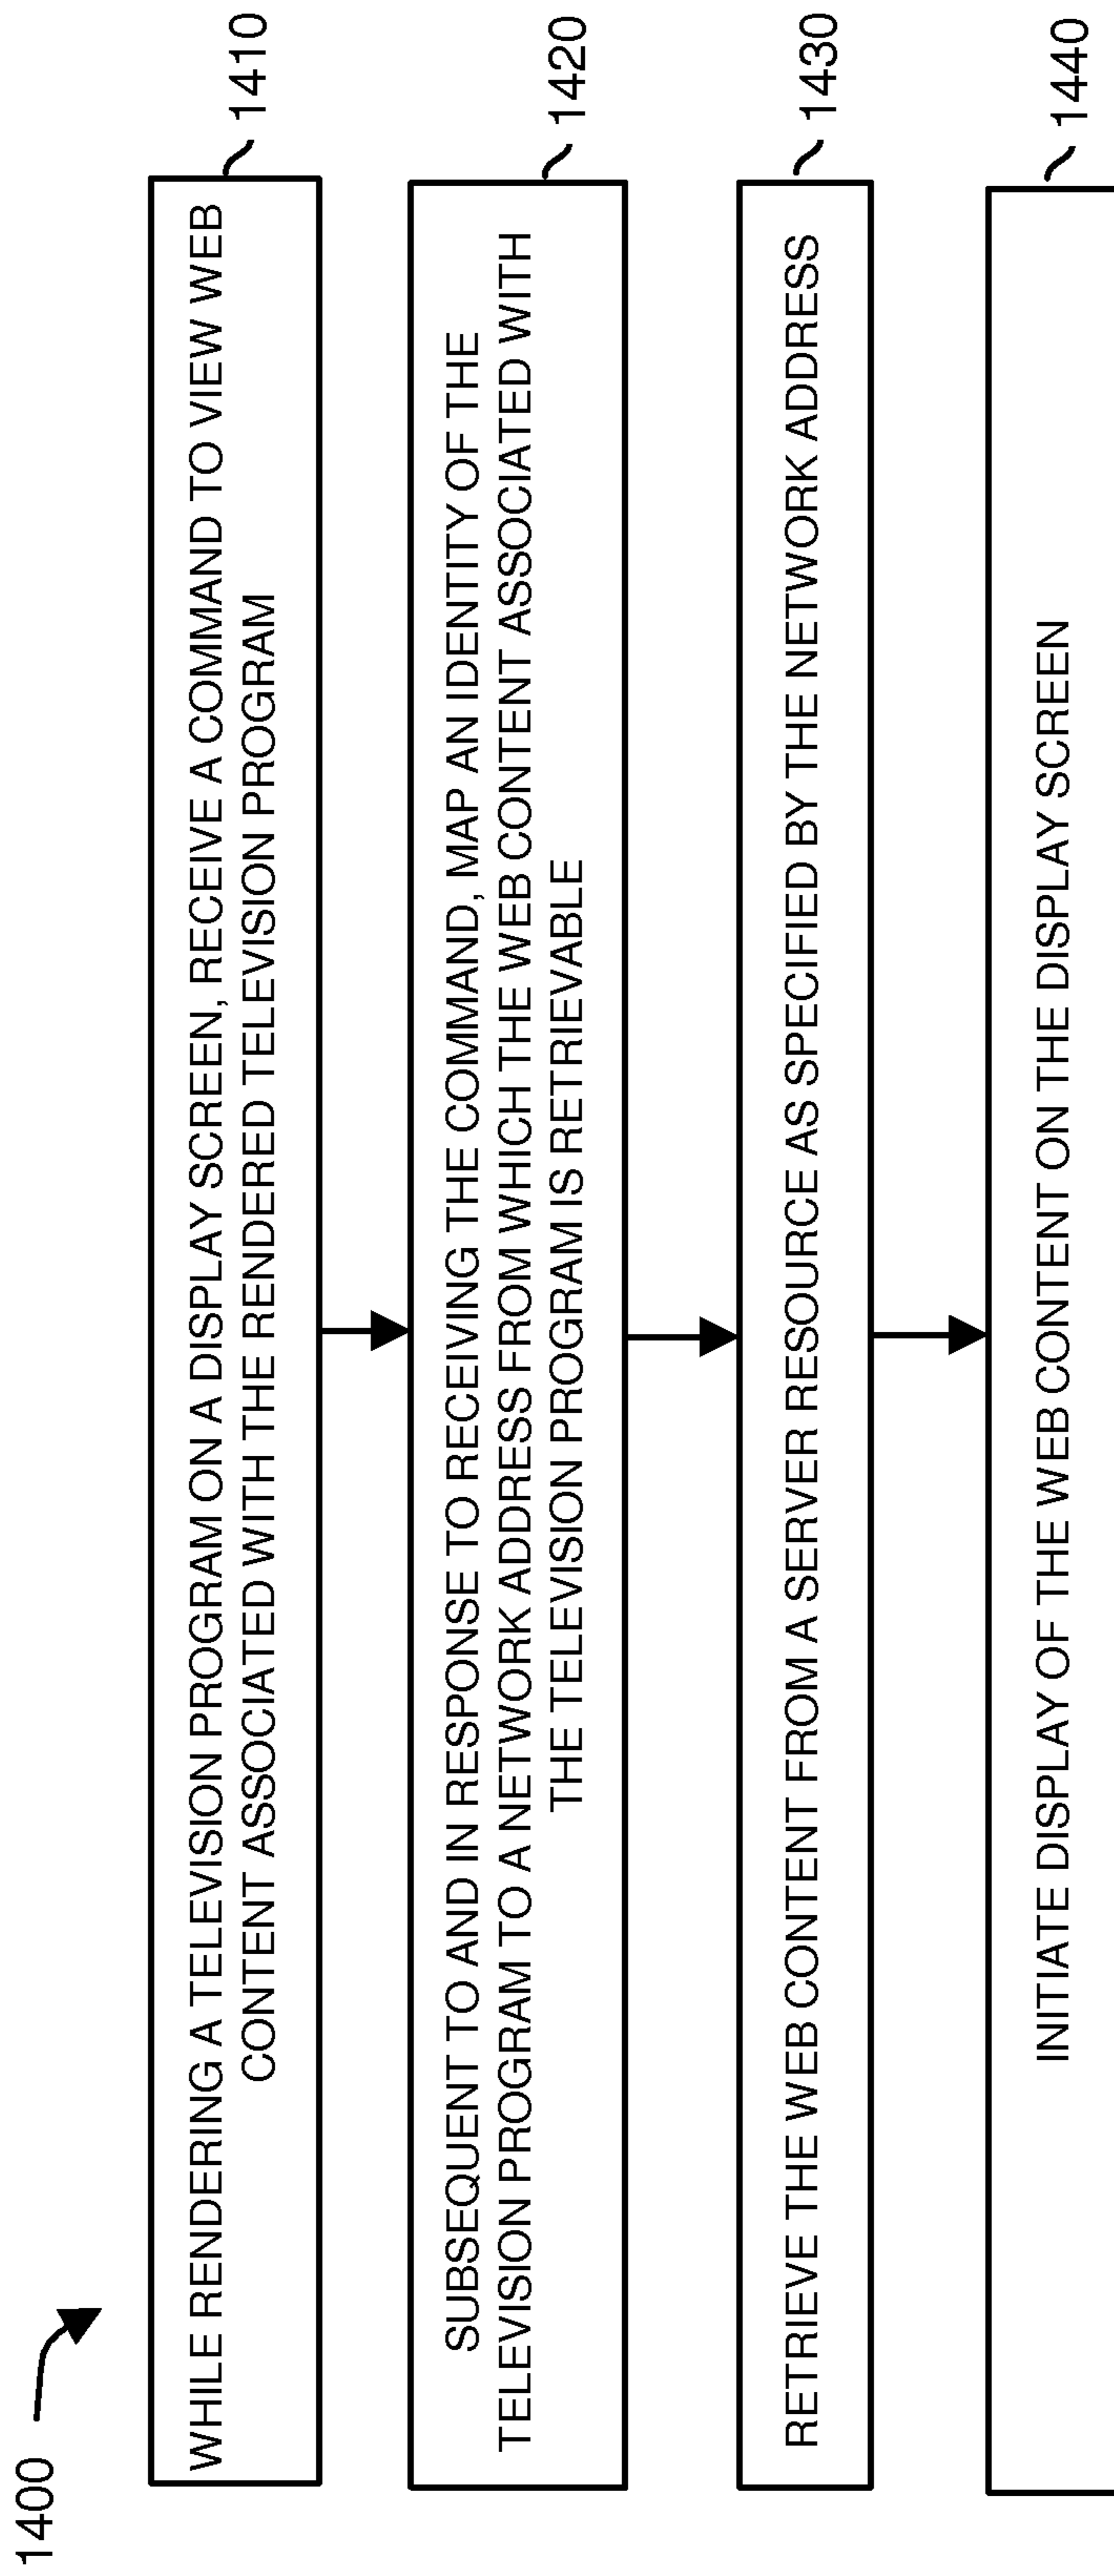 1400
WHILE RENDERING A TELEVISION PROGRAM ON A DISPLAY SCREEN, RECEIVE A COMMAND TO VIEW WEB
CONTENT ASSOCIATED WITH THE RENDERED TELEVISION PROGRAM
1410
SUBSEQUENT TO AND IN RESPONSE TO RECEIVING THE COMMAND, MAP AN IDENTITY OF THE
TELEVISION PROGRAM TO A NETWORK ADDRESS FROM WHICH THE WEB CONTENT ASSOCIATED WITH
THE TELEVISION PROGRAM IS RETRIEVABLE
1420
RETRIEVE THE WEB CONTENT FROM A SERVER RESOURCE AS SPECIFIED BY THE NETWORK ADDRESS
1430
INITIATE DISPLAY OF THE WEB CONTENT ON THE DISPLAY SCREEN
1440